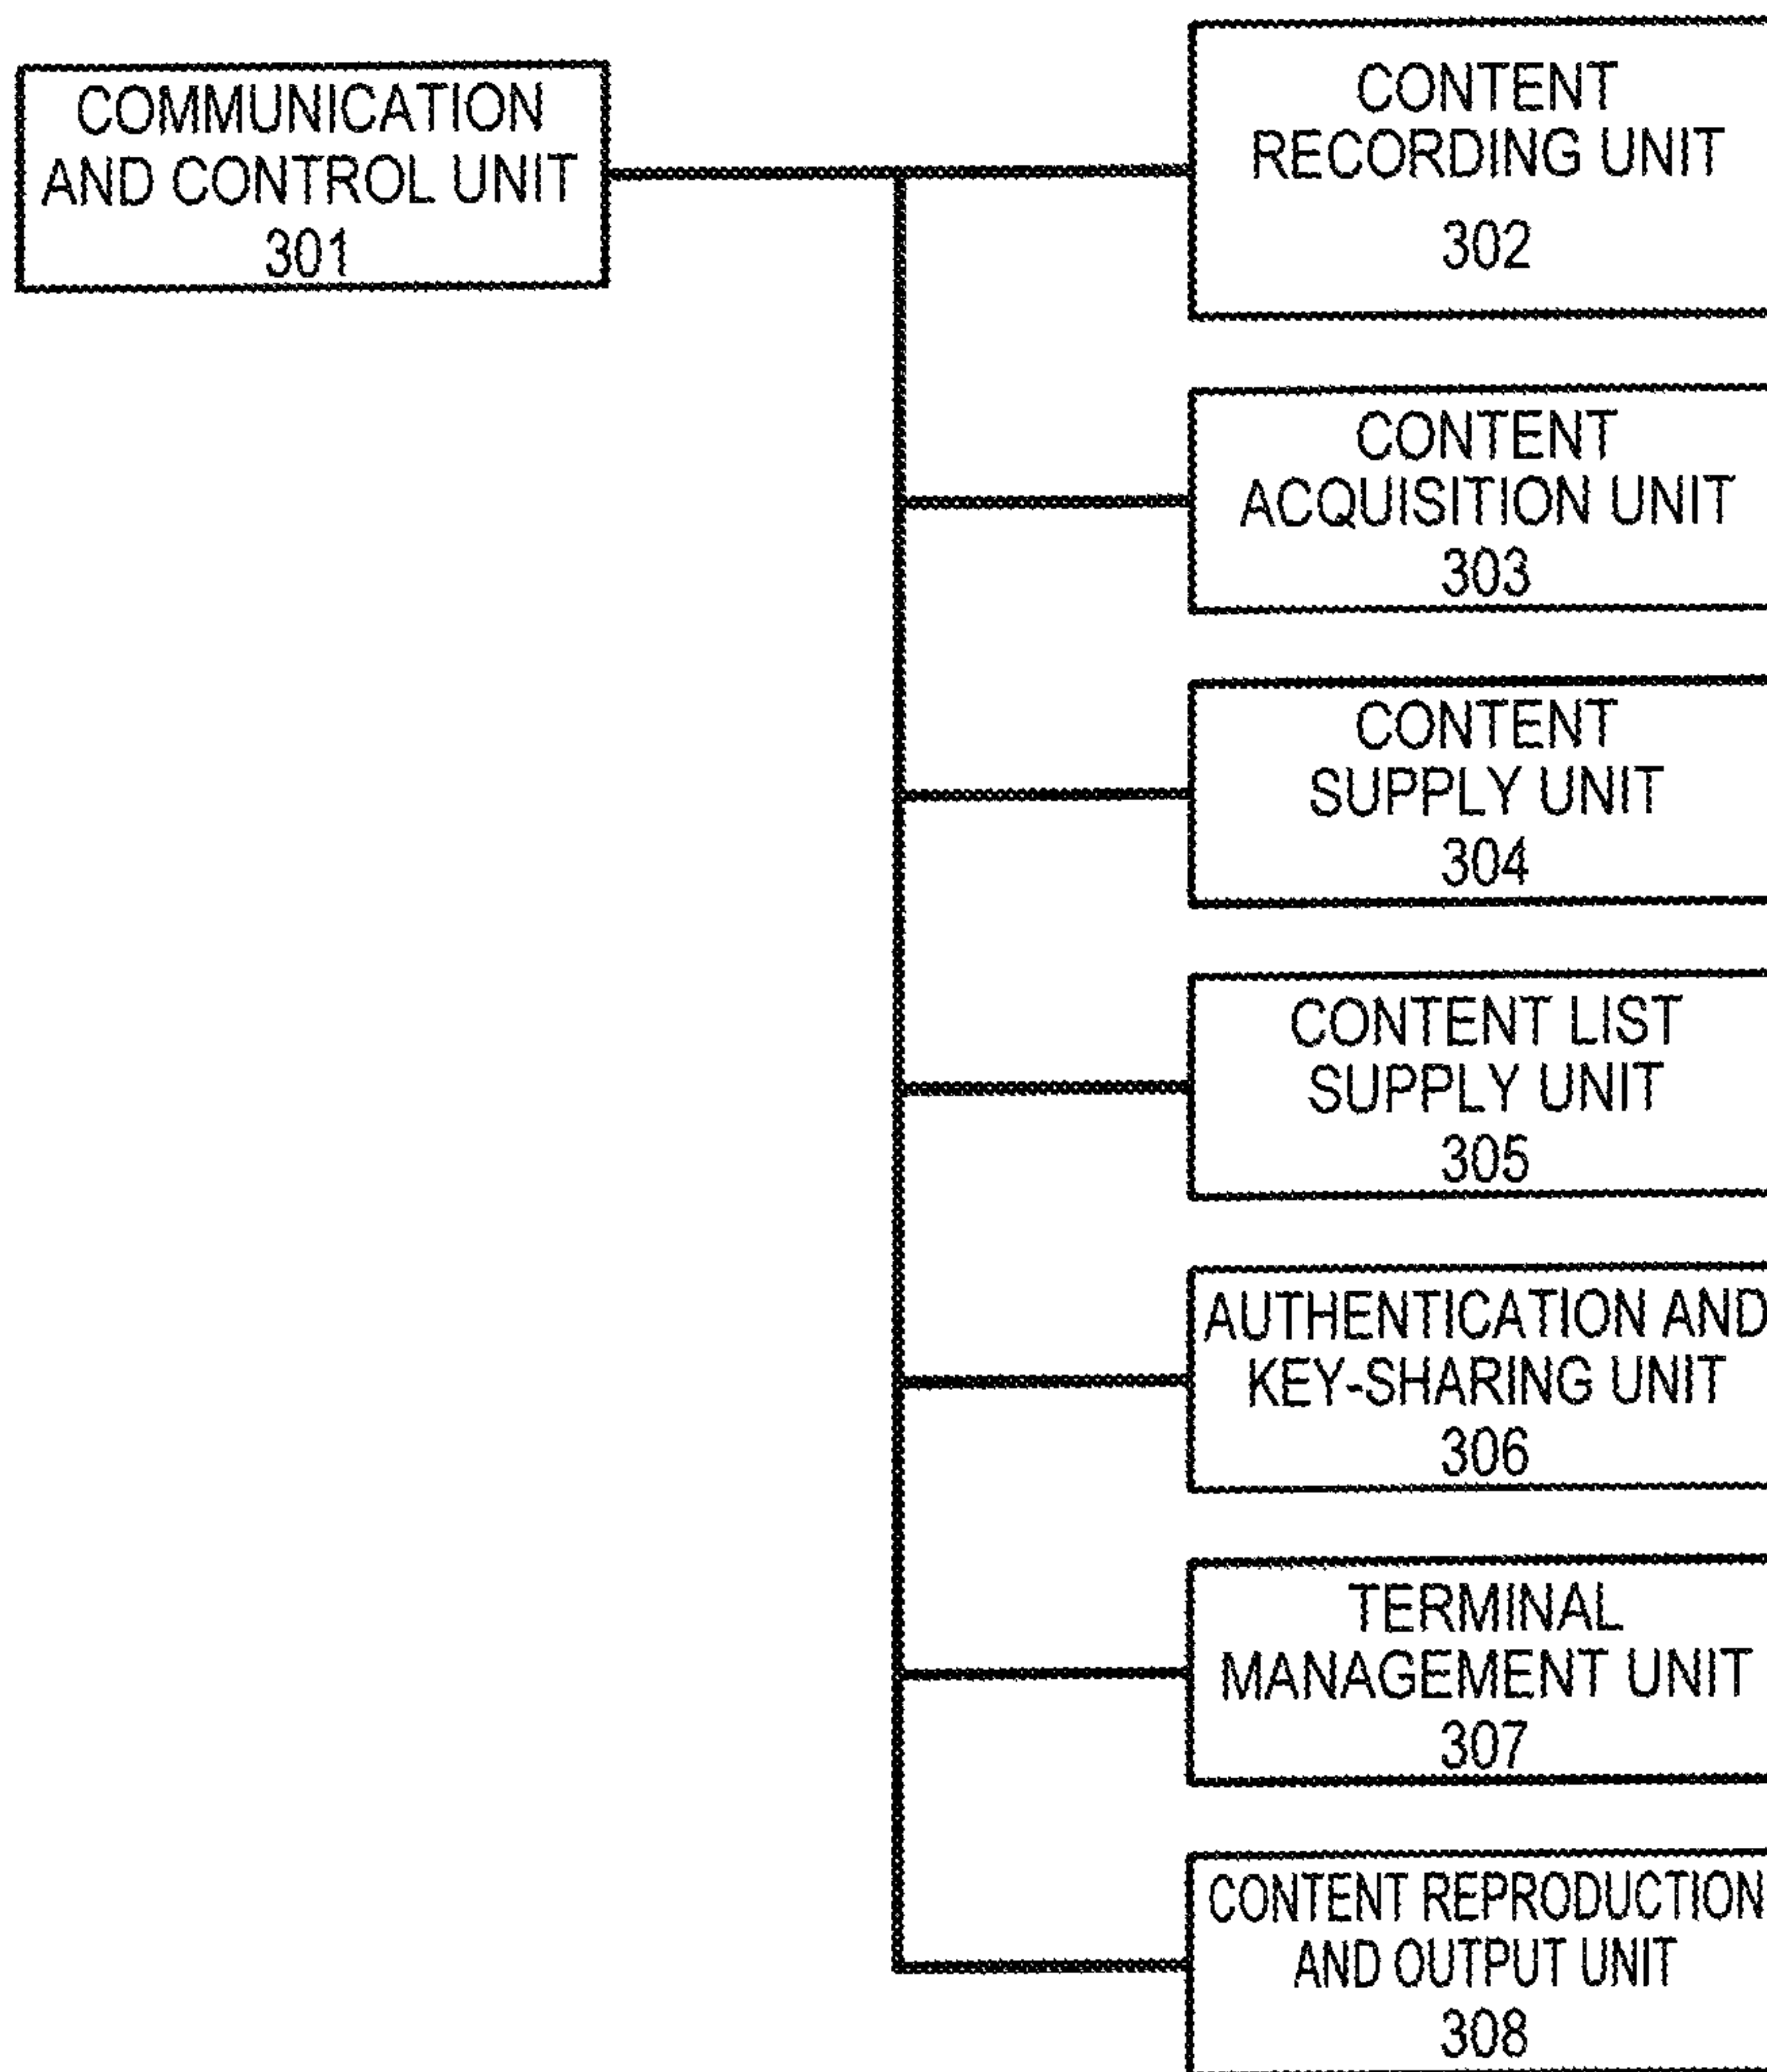 COMMUNICATION
AND CONTROL UNIT
301
CONTENT
RECORDING UNIT
302
CONTENT
ACQUISITION UNIT
303
CONTENT
SUPPLY UNIT
304
CONTENT LIST
SUPPLY UNIT
305
AUTHENTICATION AND
KEY-SHARING UNIT
306
TERMINAL
MANAGEMENT UNIT
307
CONTENT REPRODUCTION
AND OUTPUT UNIT
308